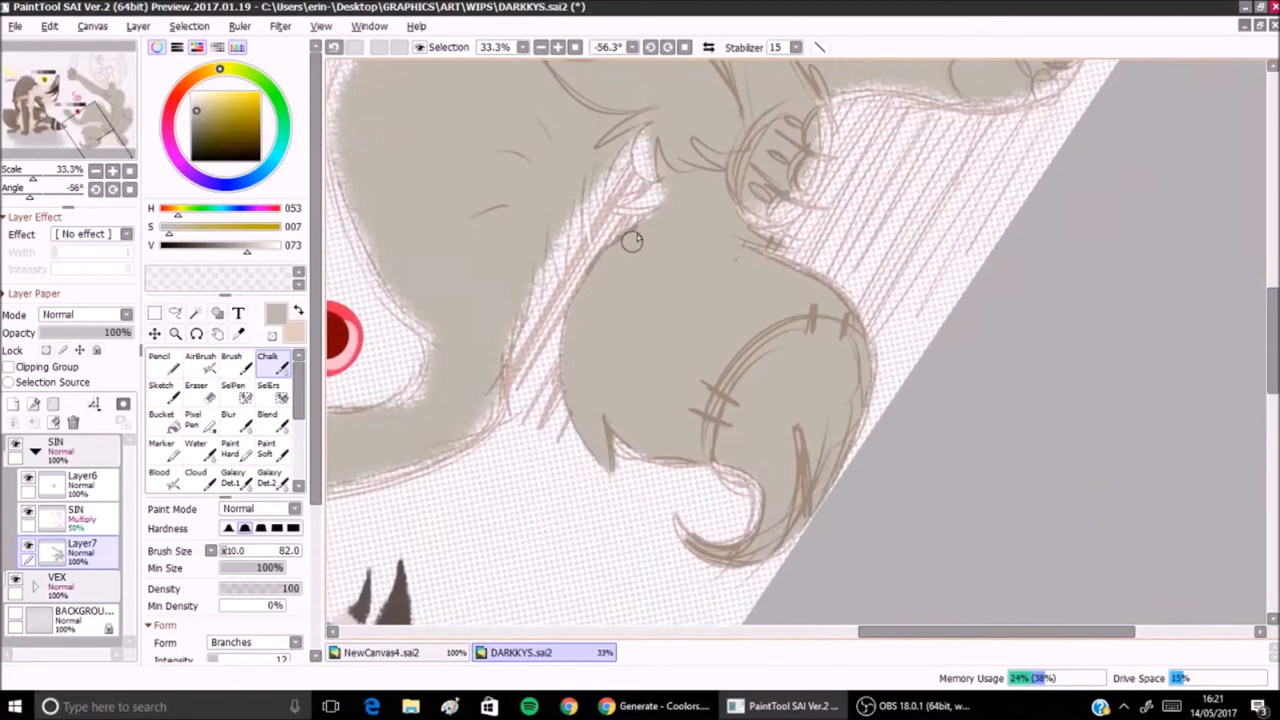 PaintTool SAI Ver.2 (64bit) Preview.2017.01.19 - C:\Users\erin-\Desktop\GRAPHICS\ART\WIPS\DARKKYS.sai2 (*)
File Edit Canvas Layer Selection Ruler Filter View Window Help
Selection 33.3% -56.3° Stabilizer 15
Scale 33.3%
Angle -56°
Layer Effect
Effect [ No effect ]
Width 1
Intensity 1
Layer Paper
Mode Normal
Opacity 100%
Lock
Clipping Group
Selection Source
SIN
Normal
100%
Layer6
Normal
100%
SIN
Multiply
50%
Layer7
Normal
100%
VEX
Normal
100%
BACKGROU...
Normal
100%
H 053
S 007
V 073
T
Pencil AirBrush Brush Chalk
Sketch Eraser SelPen SelErs
Bucket Pixel Pen Blur Blend
Marker Water Paint Hard Paint Soft
Blood Cloud Galaxy Det.1 Galaxy Det.2
Paint Mode Normal
Hardness
Brush Size x10.0 82.0
Min Size 100%
Density 100
Min Density 0%
Form
Form Branches
Intensity 12
NewCanvas4.sai2 100% DARKKYS.sai2 33%
Memory Usage 24% (38%) Drive Space 15%
Type here to search
Generate - Coolors....
PaintTool SAI Ver.2 ...
OBS 18.0.1 (64bit, w...
16:21
14/05/2017
3